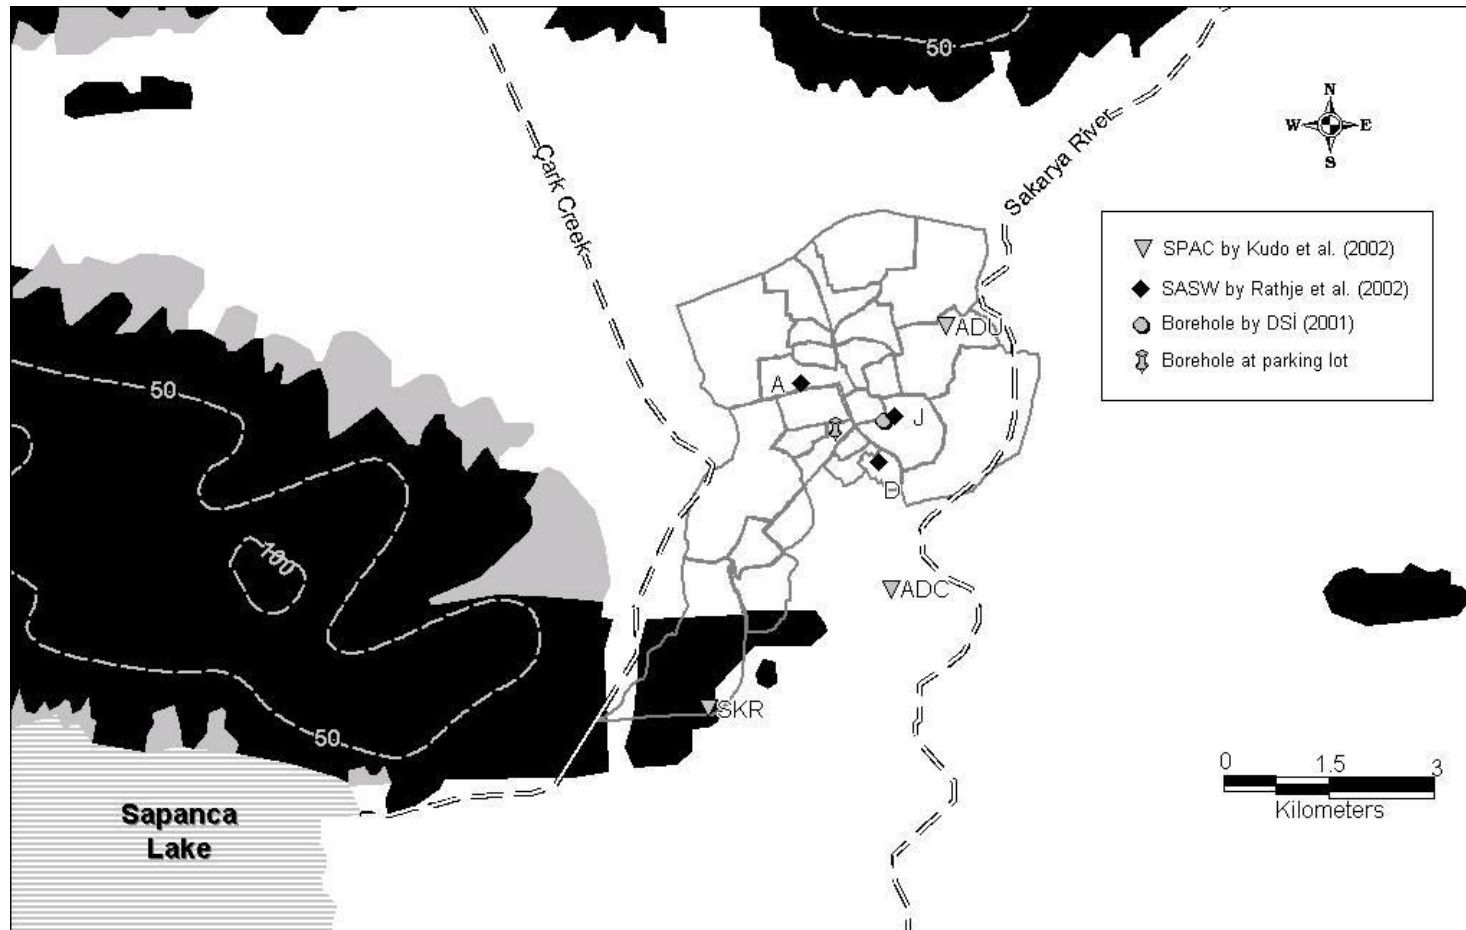 50
N
W E
S
Çark Creek
Sakarya River
SPAC by Kudo et al. (2002)
SASW by Rathje et al. (2002)
Borehole by DSİ (2001)
Borehole at parking lot
ADU
50
A
J
D
100
ADC
SKR
50
0 1.5 3
Kilometers
Sapanca
Lake